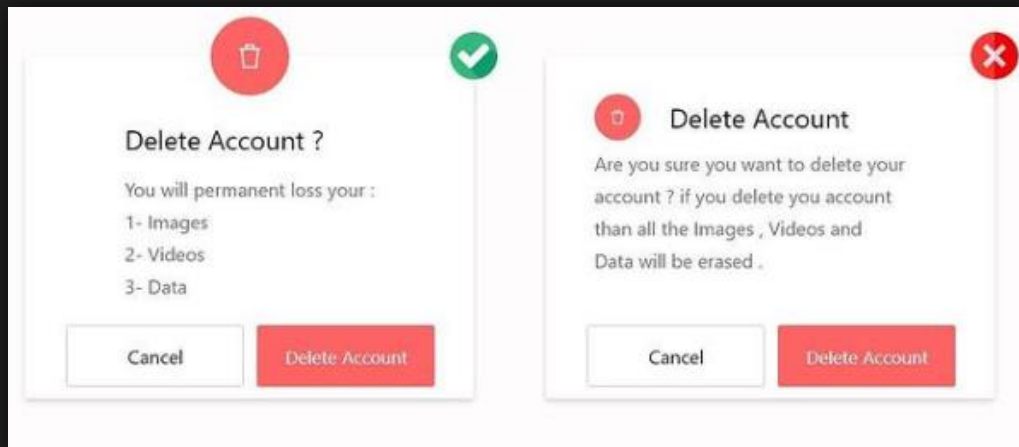 Delete Account ?
You will permanent loss your :
1- Images
2- Videos
3- Data
Cancel
Delete Account
Delete Account
Are you sure you want to delete your
account ? if you delete you account
than all the Images , Videos and
Data will be erased .
Cancel
Delete Account